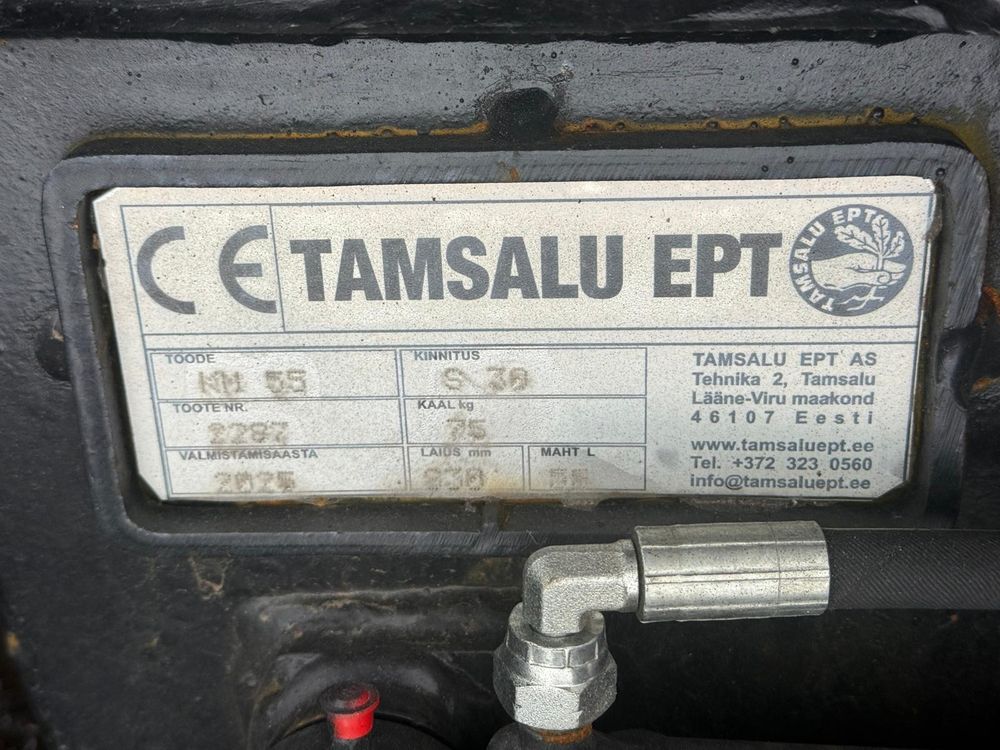 CE TAMSALU EPT
TAMSALU EPT
TOODE
KINNITUS
S 30
TOOTE NR.
2287
KAAL kg
75
VALMISTAMISAASTA
LAIUS mm
MAHT L
TAMSALU EPT AS
Tehnika 2, Tamsalu
Lääne-Viru maakond
46107 Eesti
www.tamsaluept.ee
Tel. +372 323 0560
info@tamsaluept.ee